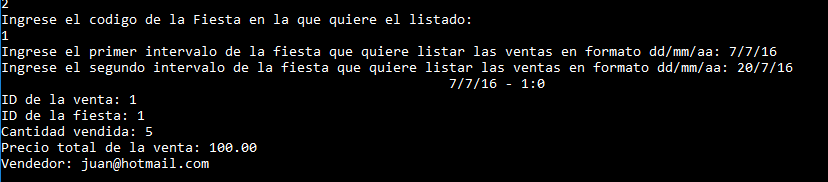 2
Ingrese el codigo de la Fiesta en la que quiere el listado:
1
Ingrese el primer intervalo de la fiesta que quiere listar las ventas en formato dd/mm/aa: 7/7/16
Ingrese el segundo intervalo de la fiesta que quiere listar las ventas en formato dd/mm/aa: 20/7/16
7/7/16 - 1:0
ID de la venta: 1
ID de la fiesta: 1
Cantidad vendida: 5
Precio total de la venta: 100.00
Vendedor: juan@hotmail.com